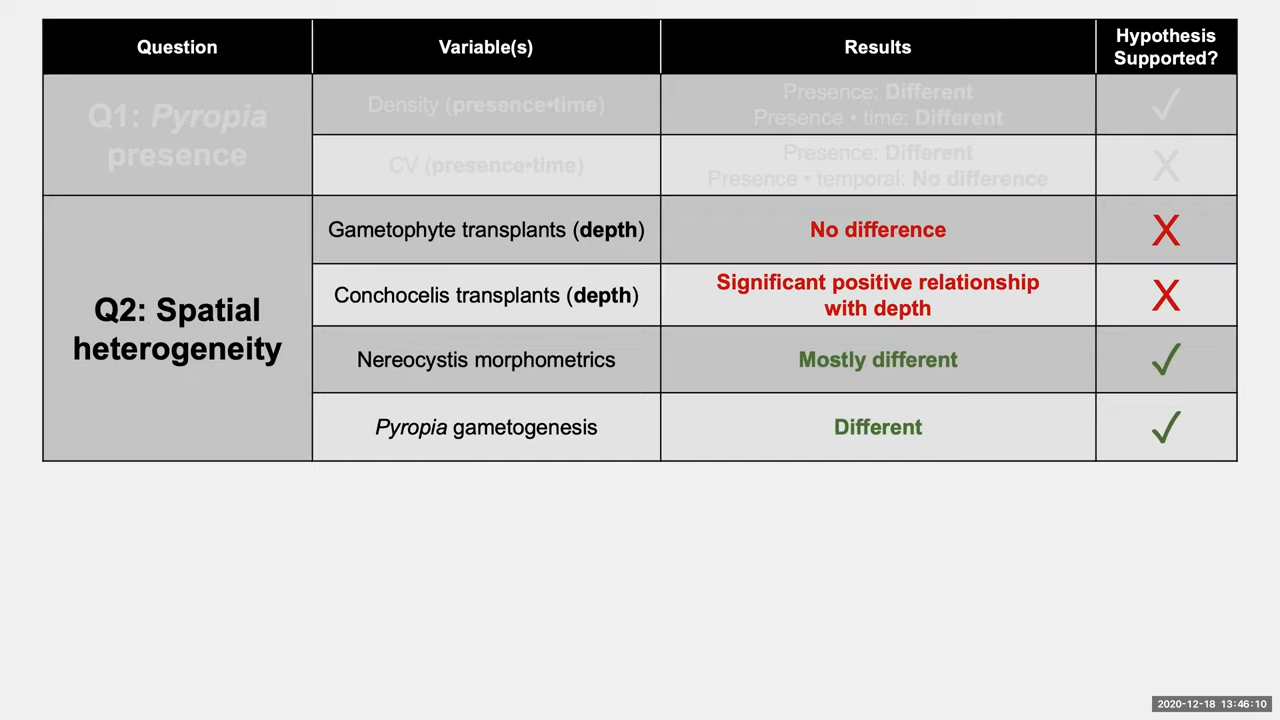 Question
Variable(s)
Results
Hypothesis
Supported?
Q1: Pyropia
presence
Density (presence•time)
Presence: Different
Presence • time: Different
✓
CV (presence•time)
Presence: Different
Presence • temporal: No difference
X
Q2: Spatial
heterogeneity
Gametophyte transplants (depth)
No difference
X
Conchocelis transplants (depth)
Significant positive relationship
with depth
X
Nereocystis morphometrics
Mostly different
✓
Pyropia gametogenesis
Different
✓
2020-12-18 13:46:10